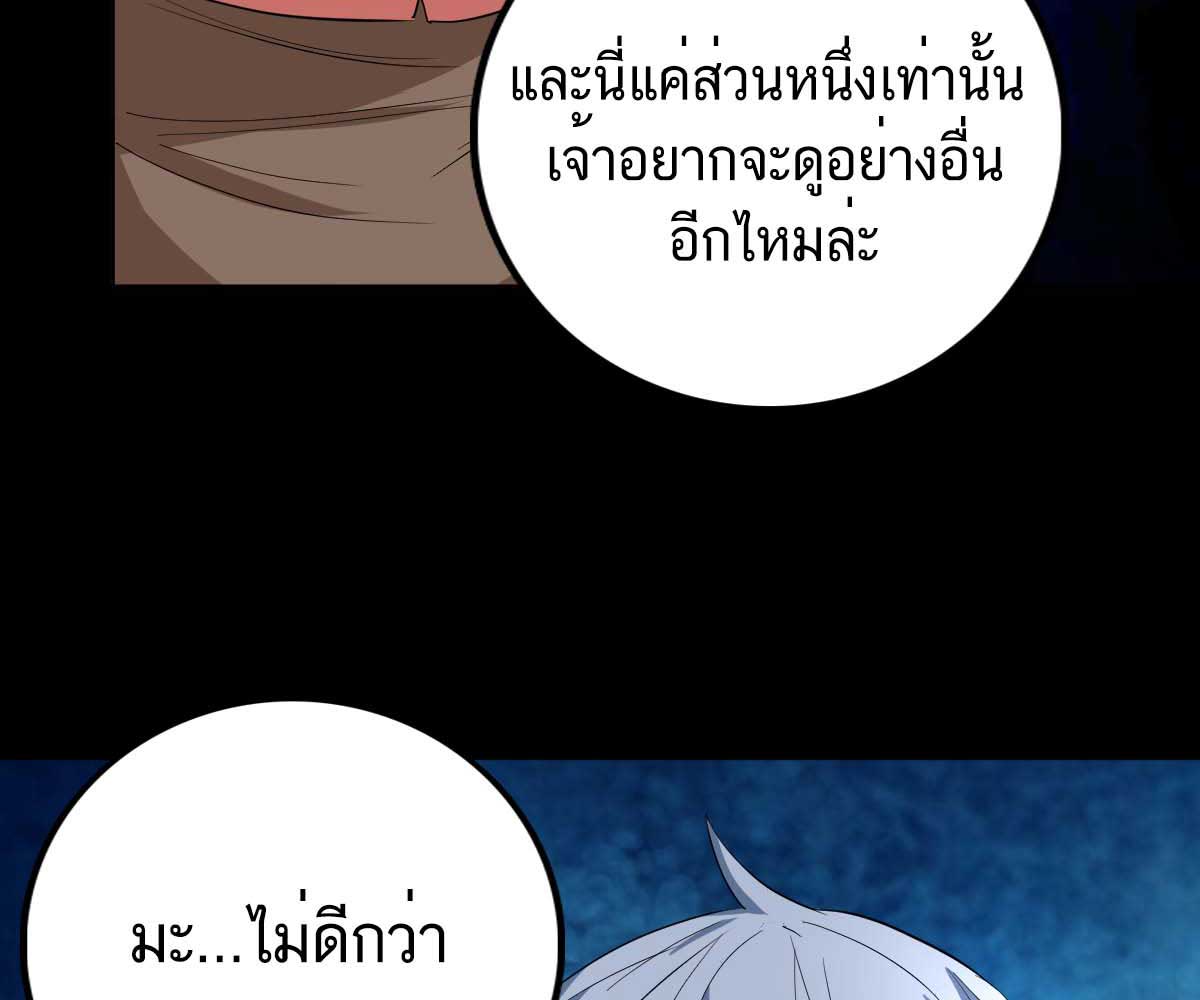 และนี่แค่ส่วนหนึ่งเท่านั้น
เจ้าอยากจะดูอย่างอื่น
อีกไหมล่ะ
มะ...ไม่ดีกว่า